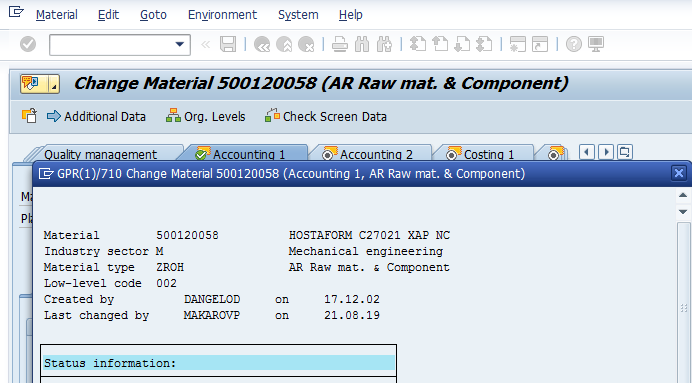 Material Edit Goto Environment System Help
Change Material 500120058 (AR Raw mat. & Component)
Additional Data Org. Levels Check Screen Data
Quality management Accounting 1 Accounting 2 Costing 1
GPR(1)/710 Change Material 500120058 (Accounting 1, AR Raw mat. & Component)
Material 500120058 HOSTAFORM C27021 XAP NC
Industry sector M Mechanical engineering
Material type ZROH AR Raw mat. & Component
Low-level code 002
Created by DANGELOD on 17.12.02
Last changed by MAKAROVP on 21.08.19
Status information: